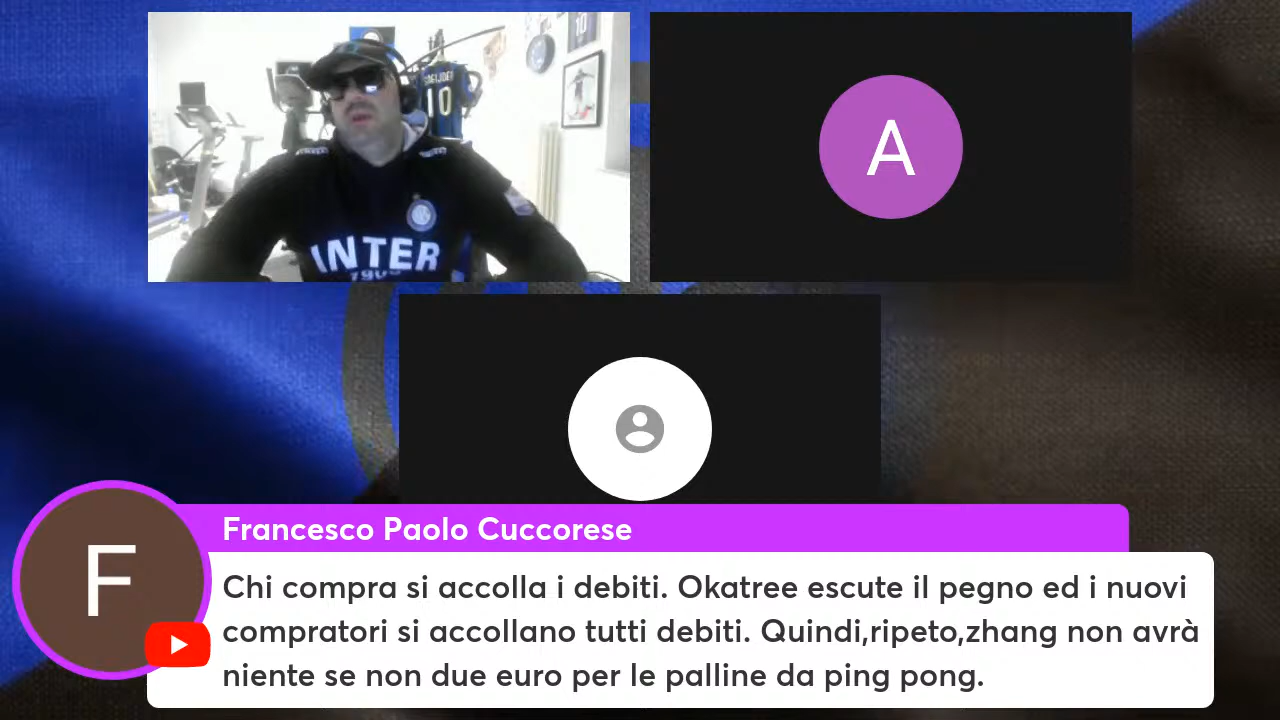 10
10
INTER
A
F
Francesco Paolo Cuccorese
Chi compra si accolla i debiti. Okatree escute il pegno ed i nuovi
compratori si accollano tutti debiti. Quindi,ripeto,zhang non avrà
niente se non due euro per le palline da ping pong.